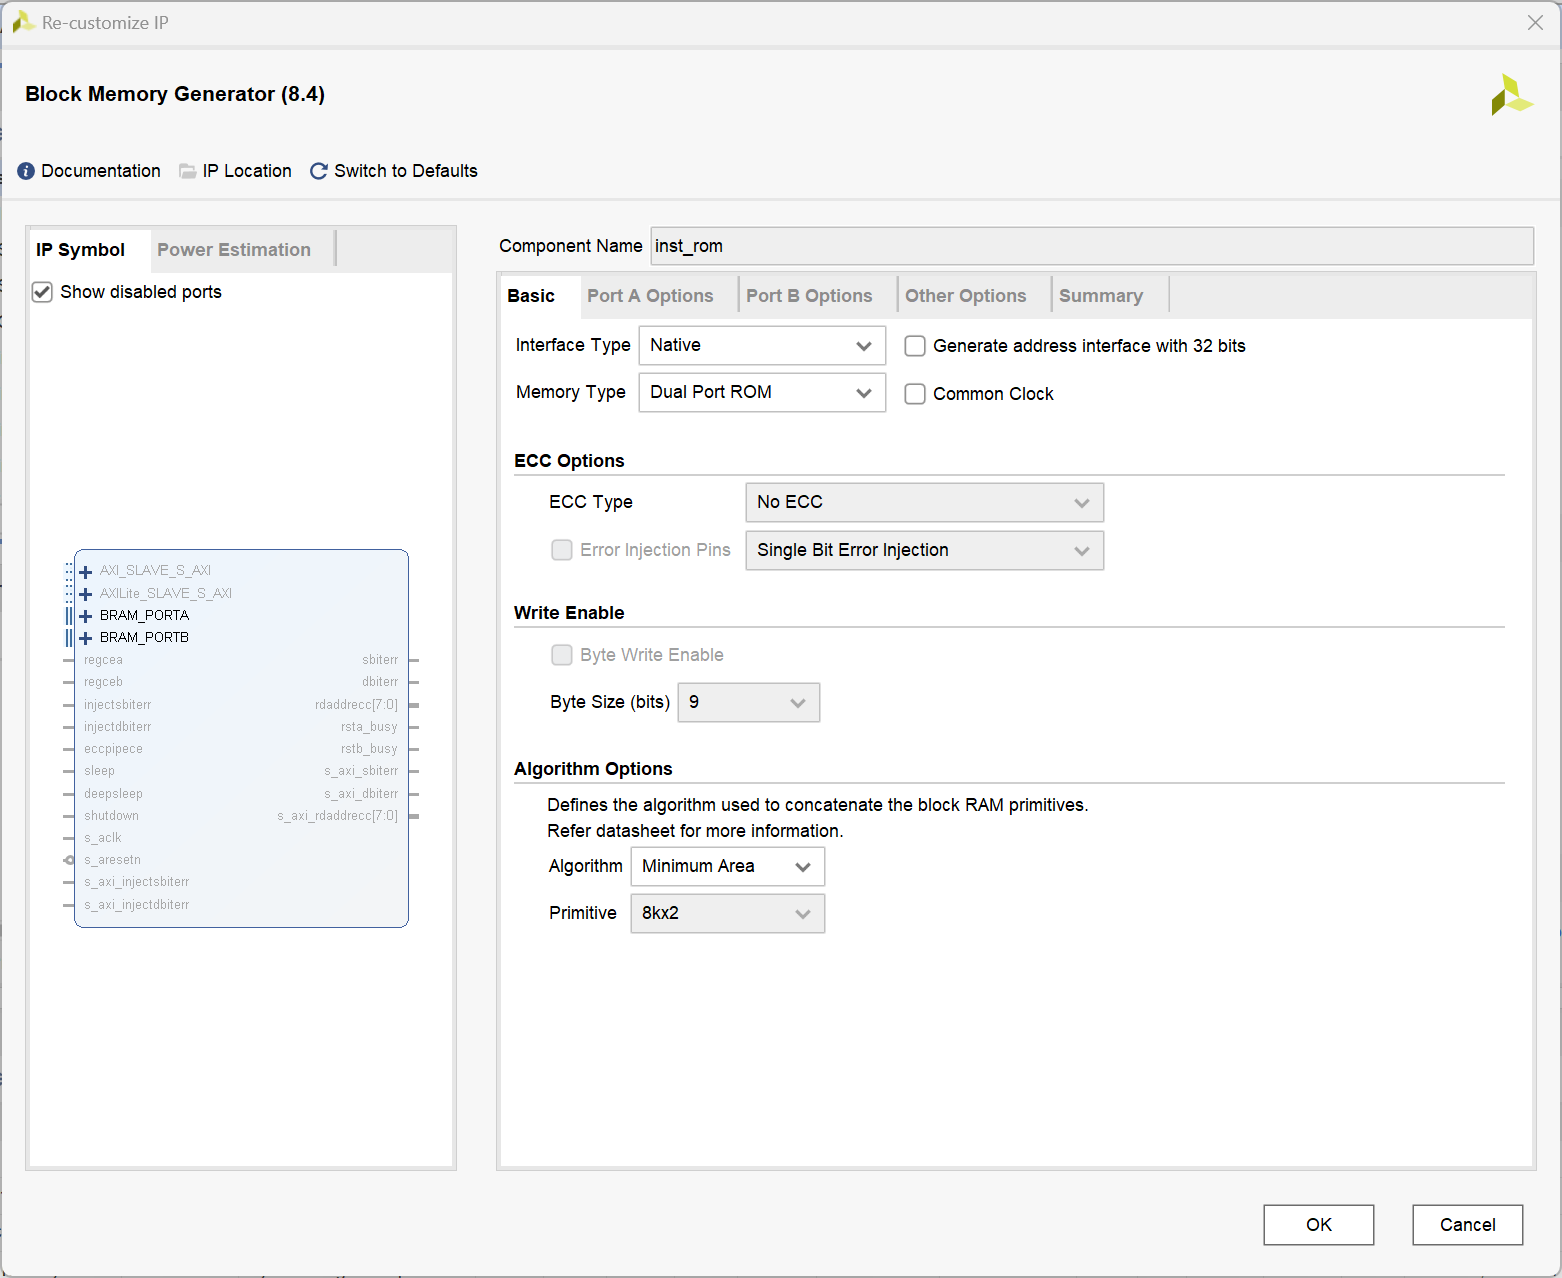 Re-customize IP
Block Memory Generator (8.4)
Documentation IP Location Switch to Defaults
IP Symbol Power Estimation
Show disabled ports
AXI_SLAVE_S_AXI
AXILite_SLAVE_S_AXI
BRAM_PORTA
BRAM_PORTB
regcea sbiterr
regceb dbiterr
injectsbiterr rdaddrecc[7:0]
injectdbiterr rsta_busy
eccpipece rstb_busy
sleep s_axi_sbiterr
deepsleep s_axi_dbiterr
shutdown s_axi_rdaddrecc[7:0]
s_aclk
s_aresetn
s_axi_injectsbiterr
s_axi_injectdbiterr
Component Name inst_rom
Basic Port A Options Port B Options Other Options Summary
Interface Type Native Generate address interface with 32 bits
Memory Type Dual Port ROM Common Clock
ECC Options
ECC Type No ECC
Error Injection Pins Single Bit Error Injection
Write Enable
Byte Write Enable
Byte Size (bits) 9
Algorithm Options
Defines the algorithm used to concatenate the block RAM primitives.
Refer datasheet for more information.
Algorithm Minimum Area
Primitive 8kx2
OK Cancel